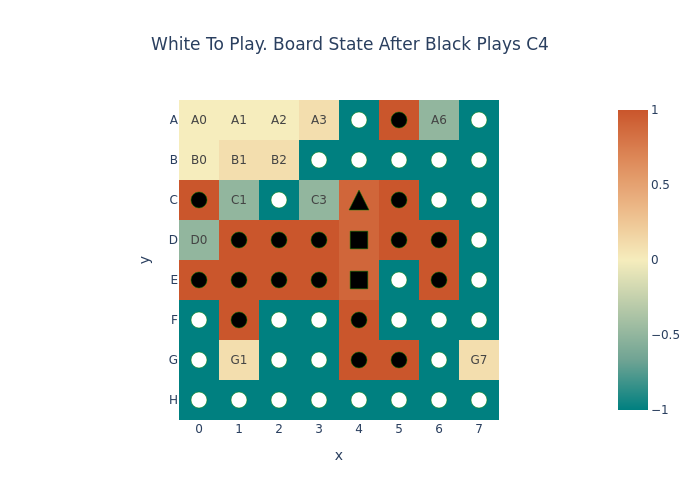 White To Play. Board State After Black Plays C4
A A0 A1 A2 A3 A6
B B0 B1 B2
C C1 C3
D D0
E
F
G G1 G7
H
0 1 2 3 4 5 6 7
x
y
1
0.5
0
−0.5
−1